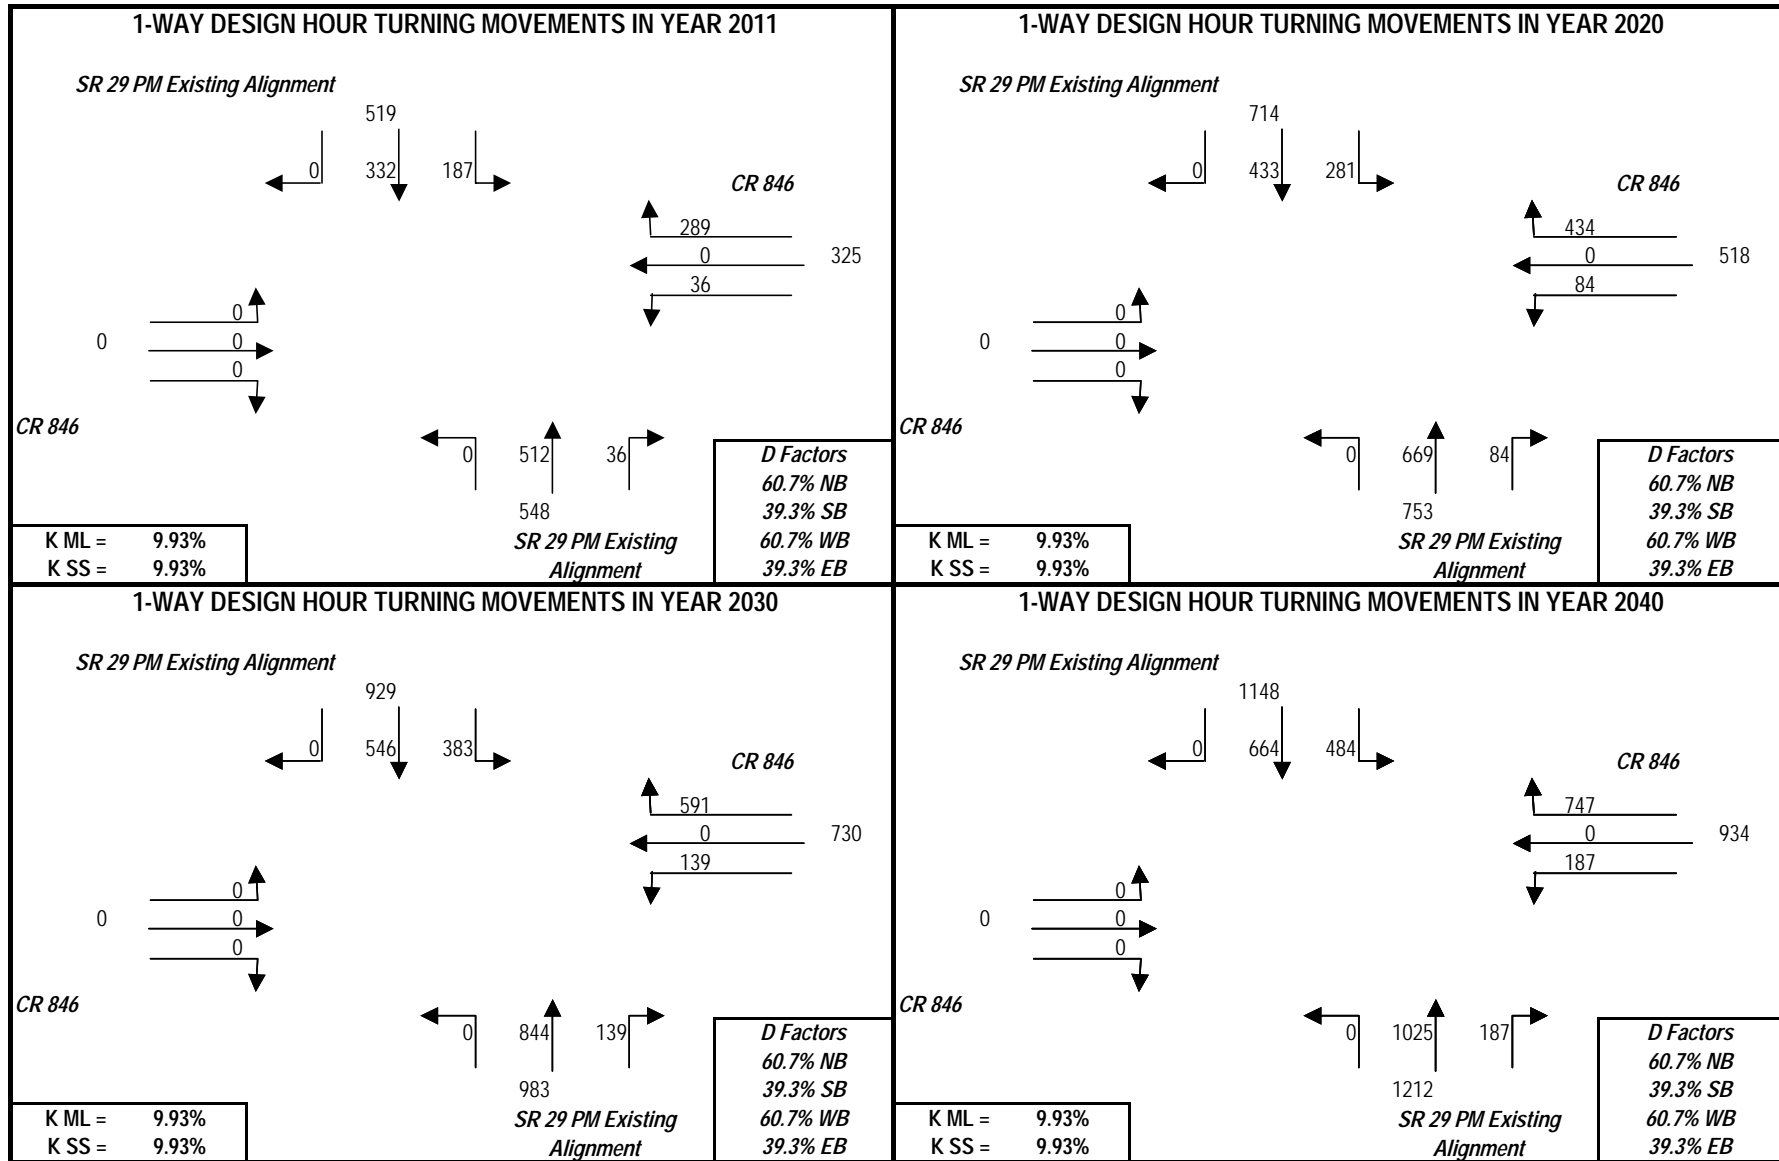 1-WAY DESIGN HOUR TURNING MOVEMENTS IN YEAR 2011
SR 29 PM Existing Alignment
519
0 332 187
CR 846
289
0 325
36
0
0 0
0
CR 846
0 512 36
548
SR 29 PM Existing
Alignment
K ML = 9.93%
K SS = 9.93%
D Factors
60.7% NB
39.3% SB
60.7% WB
39.3% EB
1-WAY DESIGN HOUR TURNING MOVEMENTS IN YEAR 2020
SR 29 PM Existing Alignment
714
0 433 281
CR 846
434
0 518
84
0
0 0
0
CR 846
0 669 84
753
SR 29 PM Existing
Alignment
K ML = 9.93%
K SS = 9.93%
D Factors
60.7% NB
39.3% SB
60.7% WB
39.3% EB
1-WAY DESIGN HOUR TURNING MOVEMENTS IN YEAR 2030
SR 29 PM Existing Alignment
929
0 546 383
CR 846
591
0 730
139
0
0 0
0
CR 846
0 844 139
983
SR 29 PM Existing
Alignment
K ML = 9.93%
K SS = 9.93%
D Factors
60.7% NB
39.3% SB
60.7% WB
39.3% EB
1-WAY DESIGN HOUR TURNING MOVEMENTS IN YEAR 2040
SR 29 PM Existing Alignment
1148
0 664 484
CR 846
747
0 934
187
0
0 0
0
CR 846
0 1025 187
1212
SR 29 PM Existing
Alignment
K ML = 9.93%
K SS = 9.93%
D Factors
60.7% NB
39.3% SB
60.7% WB
39.3% EB